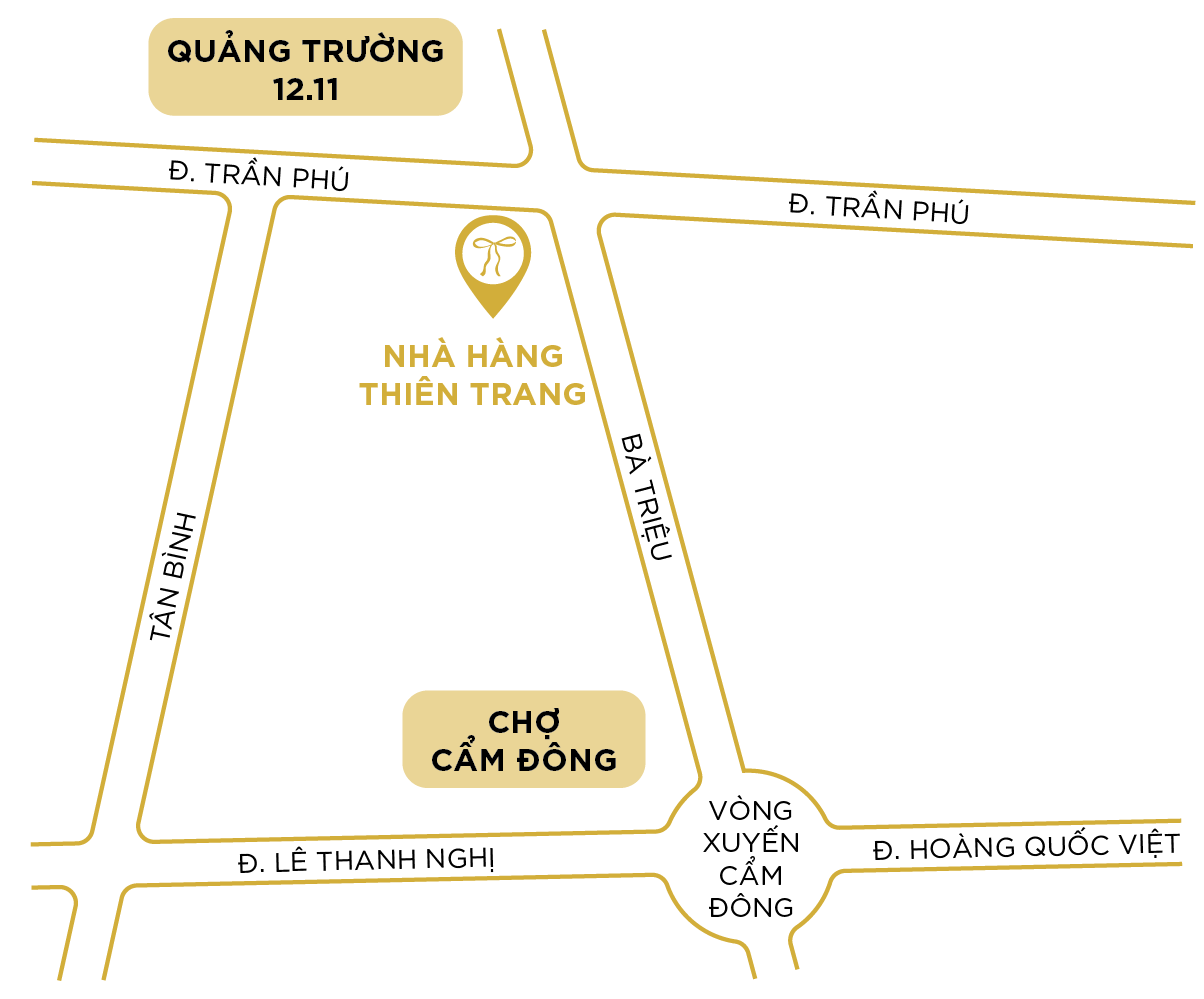 QUẢNG TRƯỜNG
12.11
Đ. TRẦN PHÚ
Đ. TRẦN PHÚ
NHÀ HÀNG
THIÊN TRANG
BÀ TRIỆU
TÂN BÌNH
CHỢ
CẨM ĐÔNG
VÒNG
XUYẾN
CẨM
ĐÔNG
Đ. LÊ THANH NGHỊ
Đ. HOÀNG QUỐC VIỆT